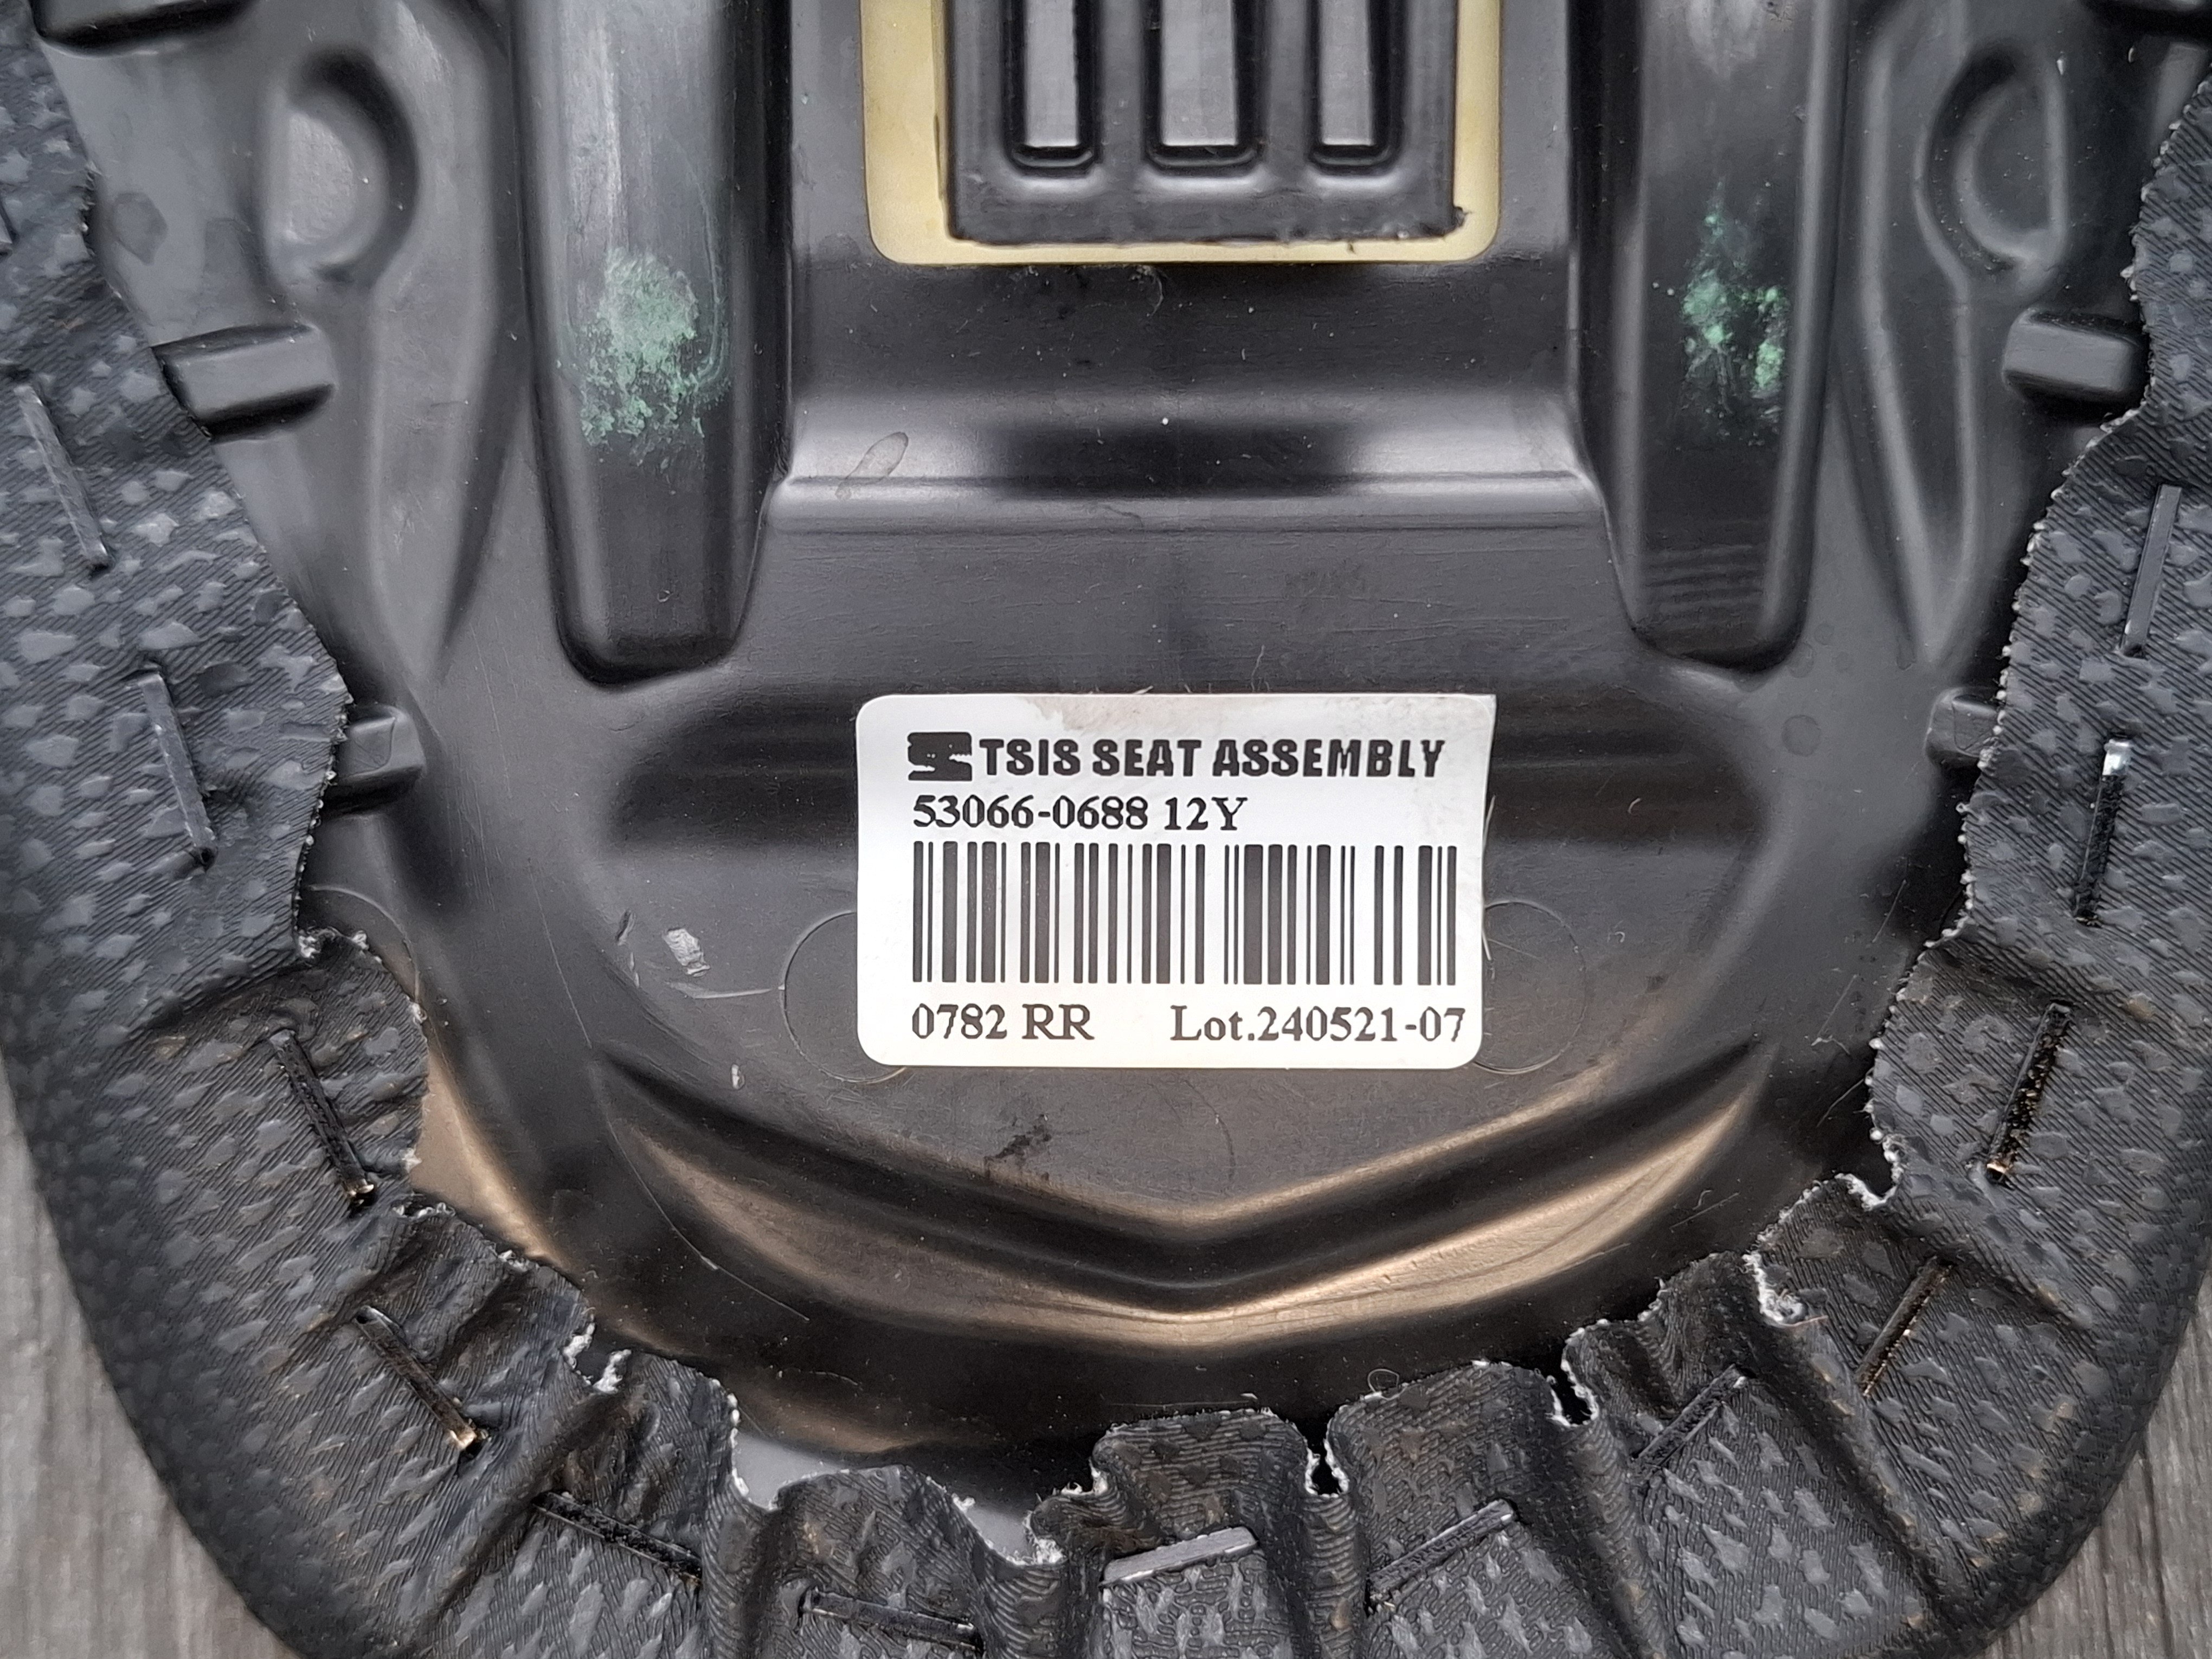 TSIS SEAT ASSEMBLY
53066-0688 12Y
0782 RR Lot.240521-07